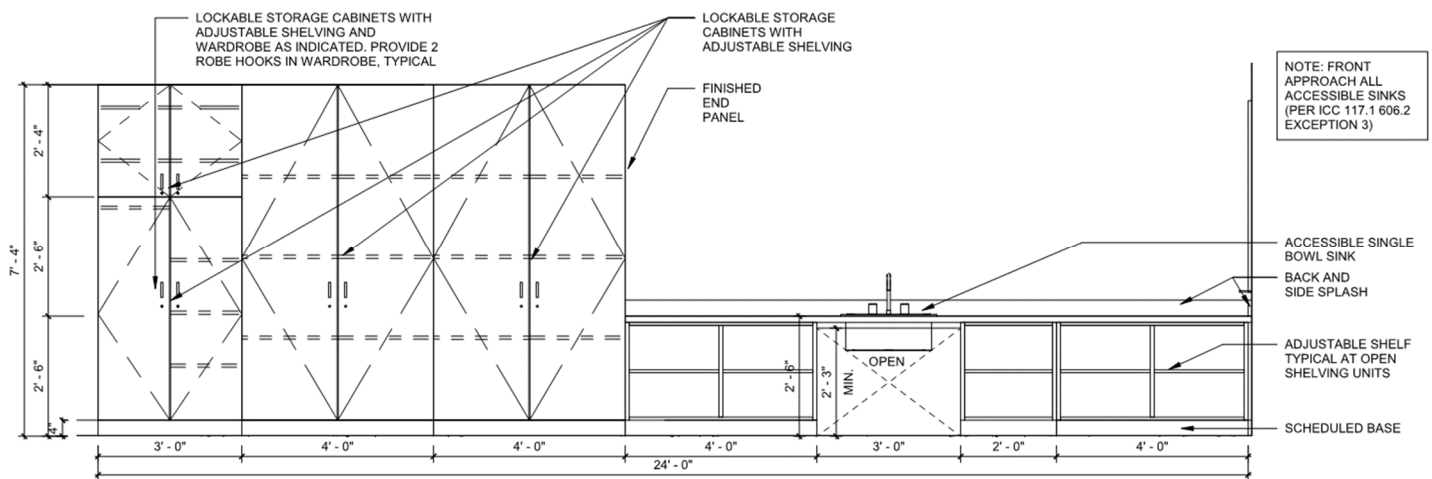 LOCKABLE STORAGE CABINETS WITH
ADJUSTABLE SHELVING AND
WARDROBE AS INDICATED. PROVIDE 2
ROBE HOOKS IN WARDROBE, TYPICAL
LOCKABLE STORAGE
CABINETS WITH
ADJUSTABLE SHELVING
FINISHED
END
PANEL
NOTE: FRONT
APPROACH ALL
ACCESSIBLE SINKS
(PER ICC 117.1 606.2
EXCEPTION 3)
7' - 4"
2' - 4"
2' - 6"
2' - 6"
4"
ACCESSIBLE SINGLE
BOWL SINK
BACK AND
SIDE SPLASH
ADJUSTABLE SHELF
TYPICAL AT OPEN
SHELVING UNITS
SCHEDULED BASE
OPEN
2' - 6"
2' - 3"
MIN.
3' - 0"
4' - 0"
4' - 0"
4' - 0"
3' - 0"
2' - 0"
4' - 0"
24' - 0"